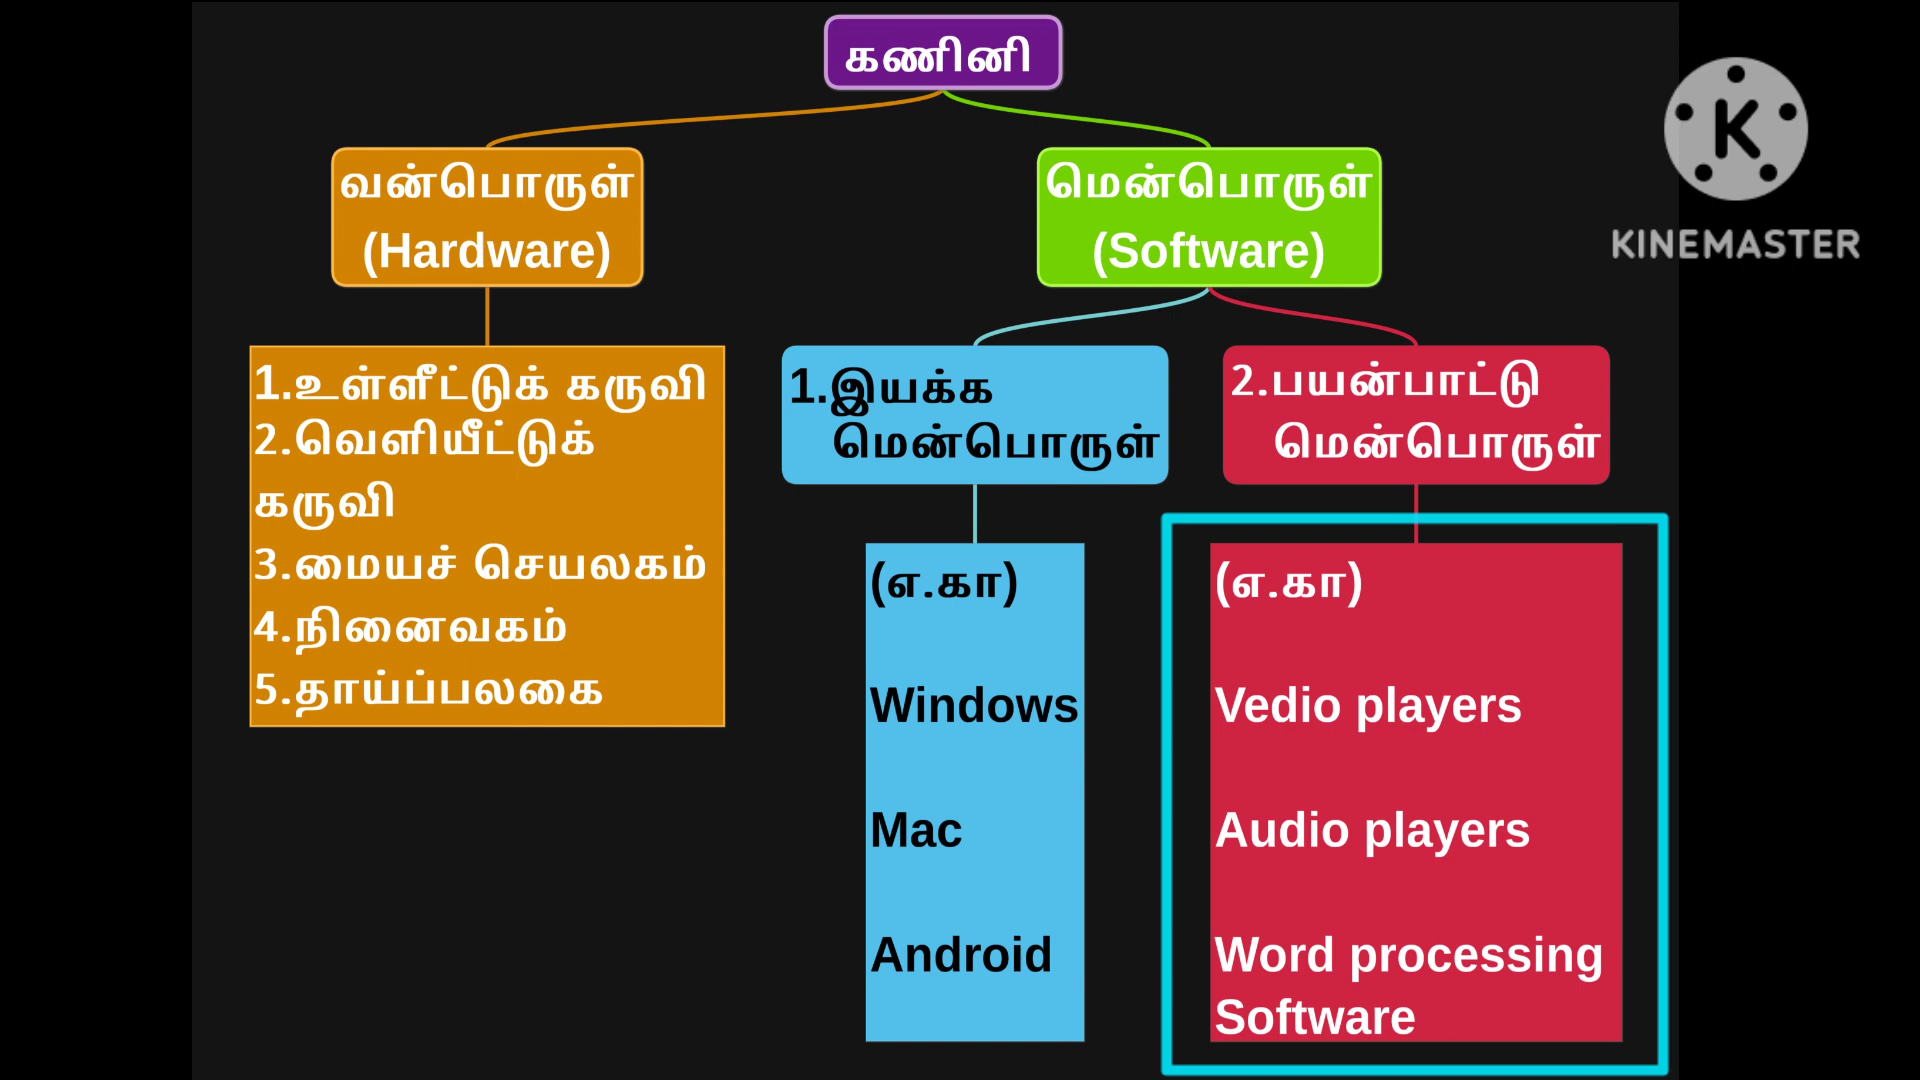 கணினி
வன்பொருள்
(Hardware)
மென்பொருள்
(Software)
K
KINEMASTER
1.உள்ளீட்டுக் கருவி
2.வெளியீட்டுக்
கருவி
3.மையச் செயலகம்
4.நினைவகம்
5.தாய்ப்பலகை
1.இயக்க
மென்பொருள்
2.பயன்பாட்டு
மென்பொருள்
(எ.கா)
Windows
Mac
Android
(எ.கா)
Vedio players
Audio players
Word processing
Software